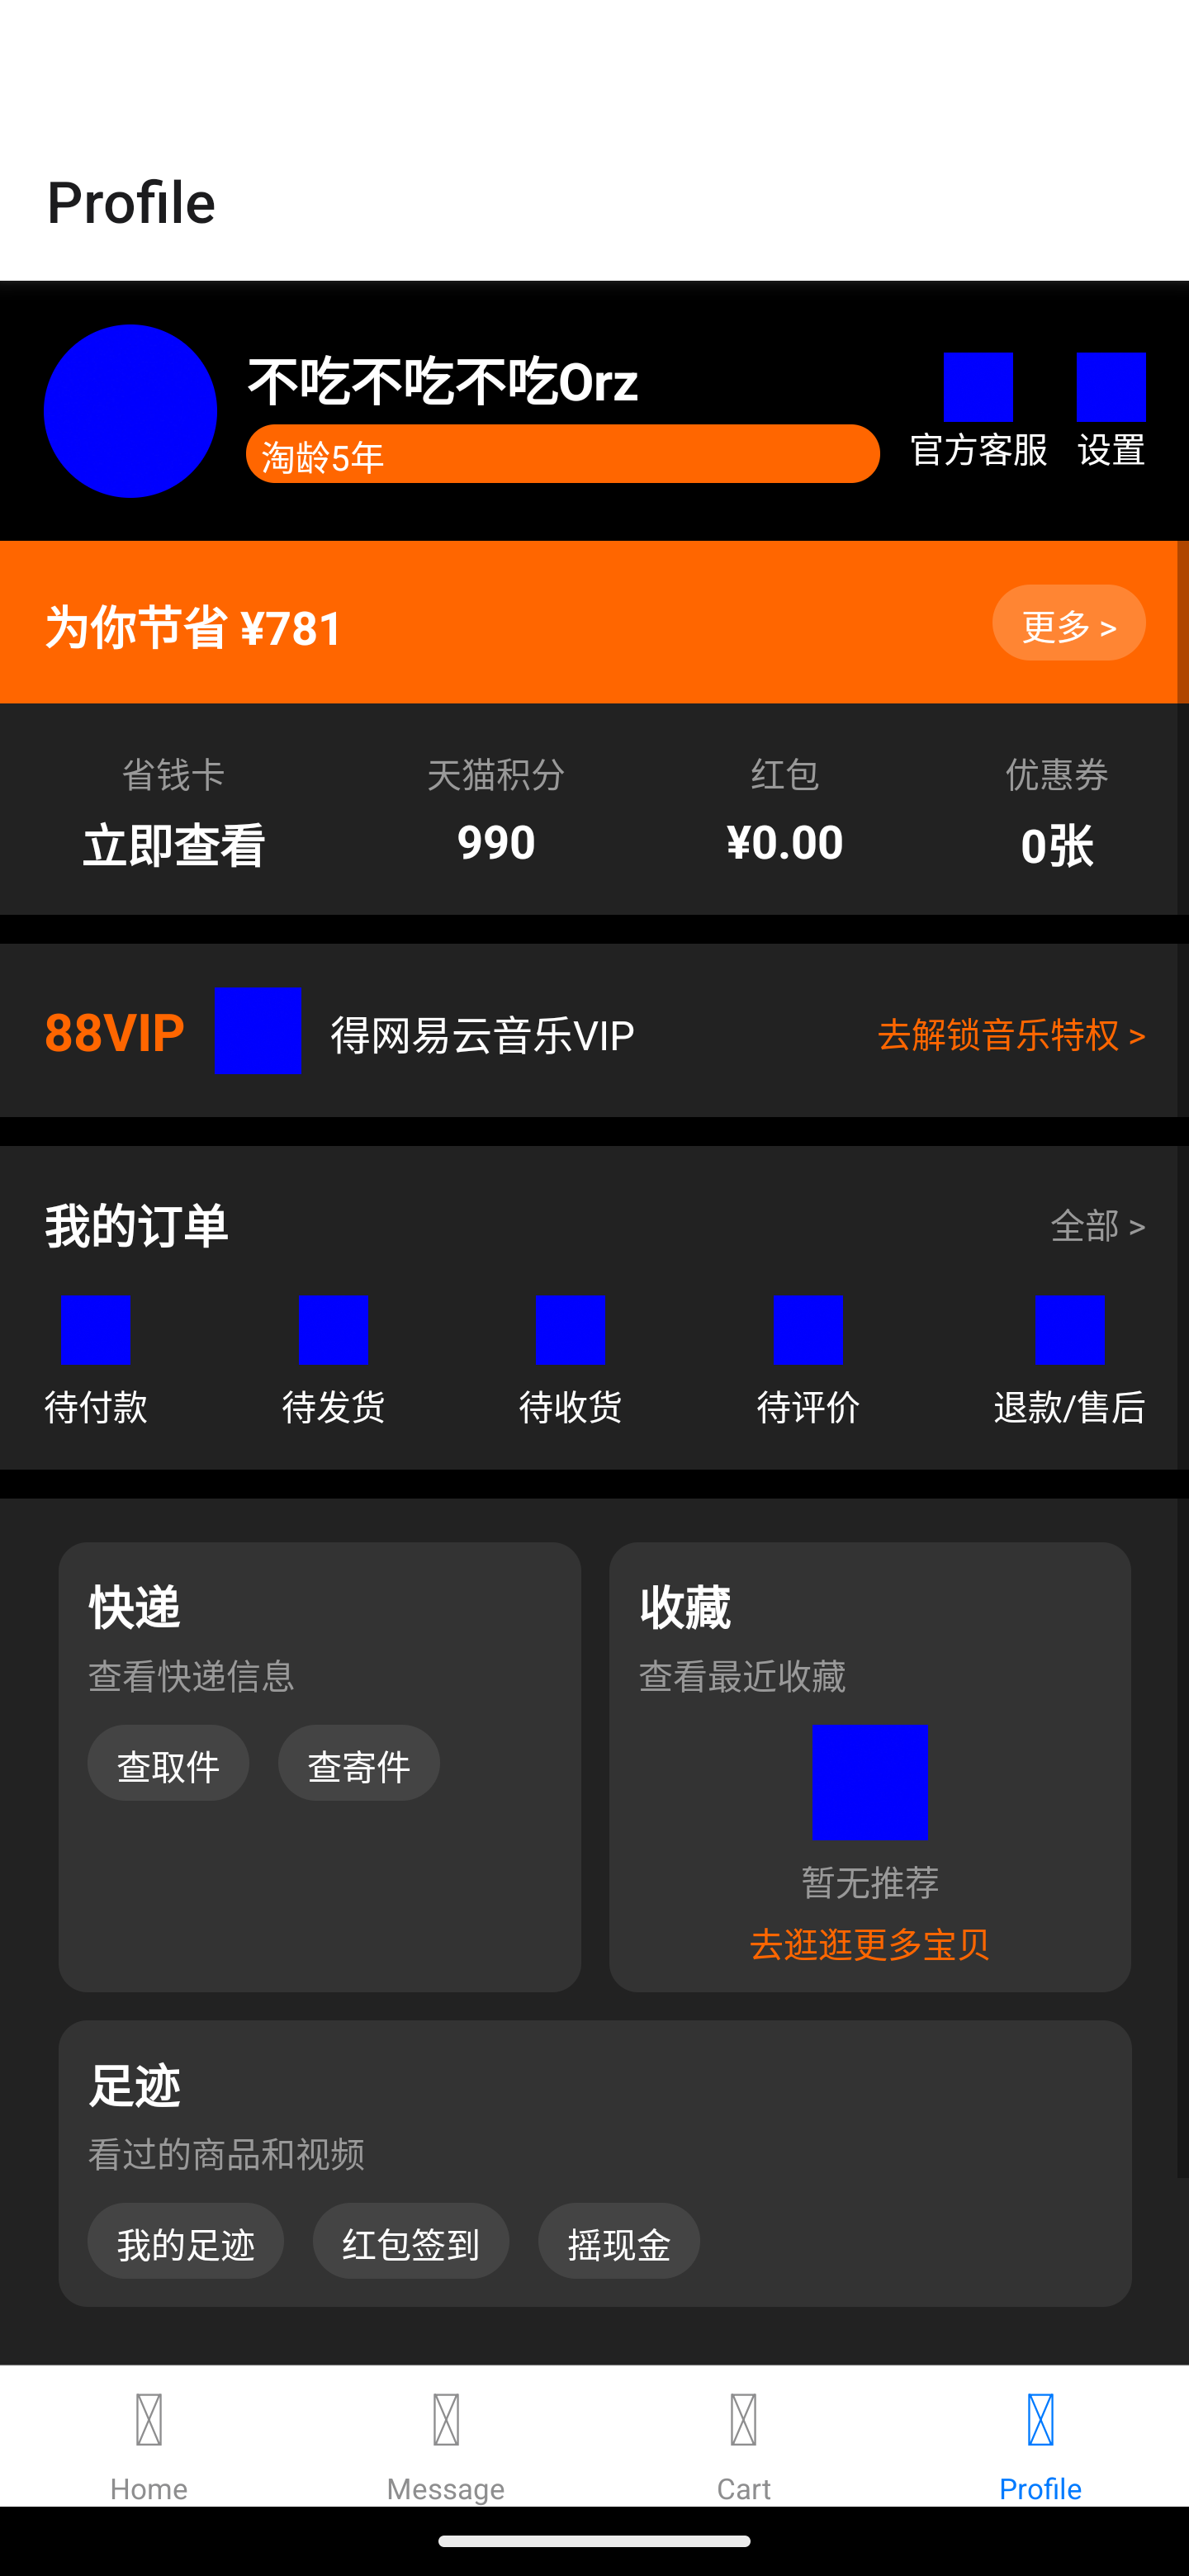 Profile
不吃不吃不吃Orz
淘龄5年
官方客服 设置
为你节省 ¥781
更多 >
省钱卡 天猫积分 红包 优惠券
立即查看 990 ¥0.00 0张
88VIP 得网易云音乐VIP 去解锁音乐特权 >
我的订单 全部 >
待付款 待发货 待收货 待评价 退款/售后
快递
查看快递信息
查取件 查寄件
收藏
查看最近收藏
暂无推荐
去逛逛更多宝贝
足迹
看过的商品和视频
我的足迹 红包签到 摇现金
Home Message Cart Profile